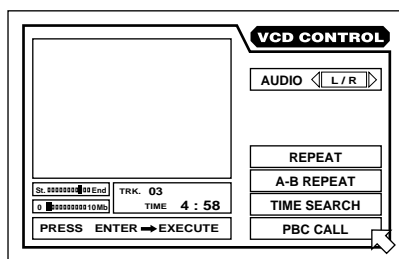 VCD CONTROL
AUDIO L / R
REPEAT
A-B REPEAT
TIME SEARCH
PBC CALL
St. End
0 10Mb
TRK. 03
TIME 4 : 58
PRESS ENTER ➡ EXECUTE